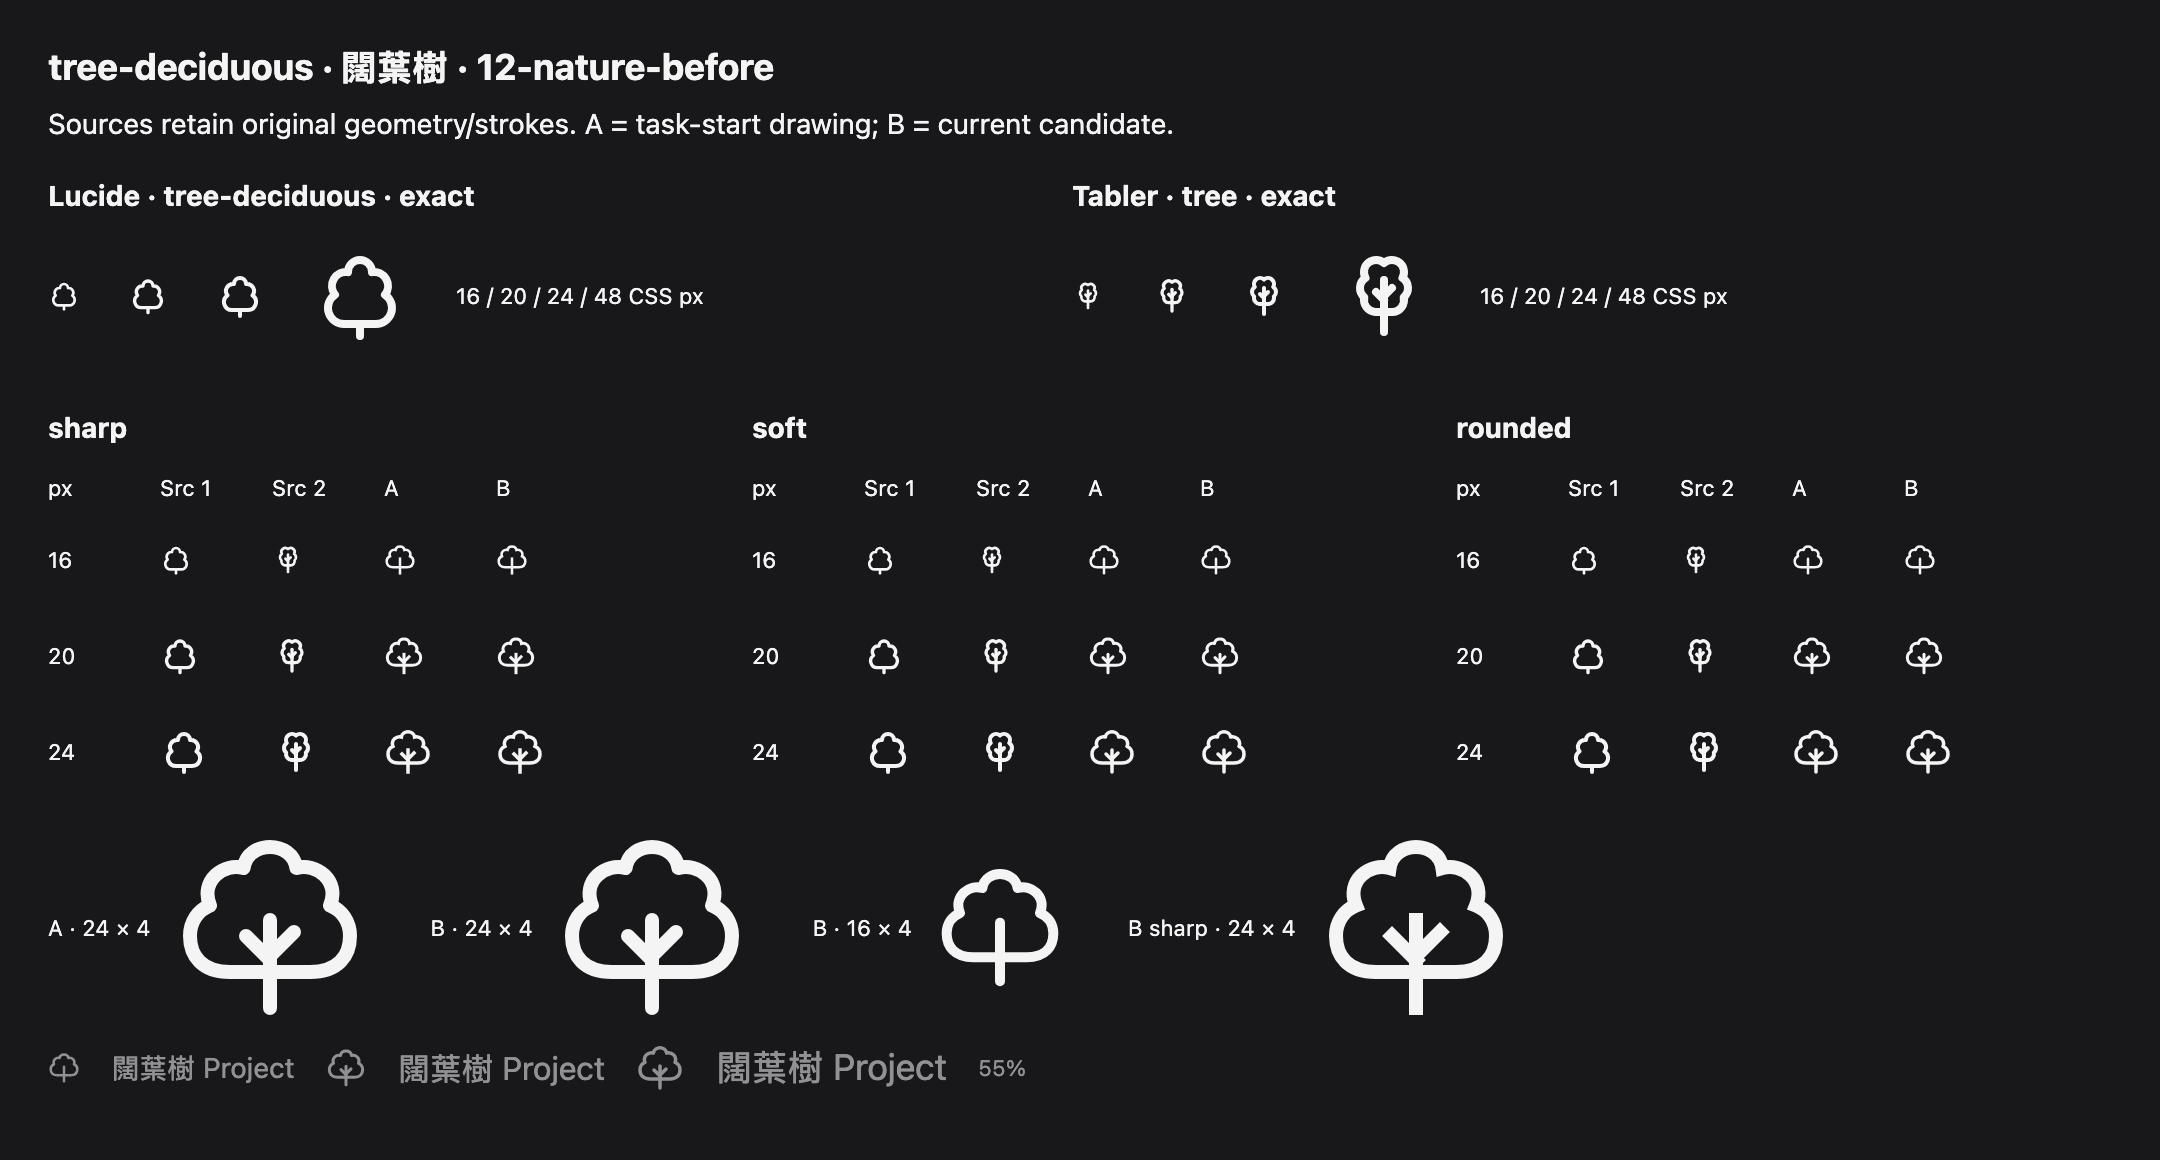 tree-deciduous · 闊葉樹 · 12-nature-before
Sources retain original geometry/strokes. A = task-start drawing; B = current candidate.
Lucide · tree-deciduous · exact
16 / 20 / 24 / 48 CSS px
Tabler · tree · exact
16 / 20 / 24 / 48 CSS px
sharp
px Src 1 Src 2 A B
16
20
24
soft
px Src 1 Src 2 A B
16
20
24
rounded
px Src 1 Src 2 A B
16
20
24
A · 24 × 4
B · 24 × 4
B · 16 × 4
B sharp · 24 × 4
闊葉樹 Project 闊葉樹 Project 闊葉樹 Project 55%